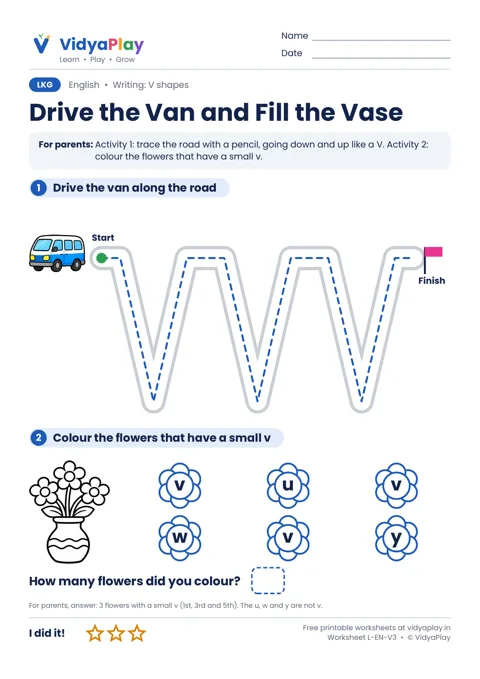 VidyaPlay
Learn • Play • Grow
Name
Date
LKG English • Writing: V shapes
Drive the Van and Fill the Vase
For parents: Activity 1: trace the road with a pencil, going down and up like a V. Activity 2:
colour the flowers that have a small v.
1 Drive the van along the road
Start
Finish
2 Colour the flowers that have a small v
v u v
w v y
How many flowers did you colour?
For parents, answer: 3 flowers with a small v (1st, 3rd and 5th). The u, w and y are not v.
I did it!
Free printable worksheets at vidyaplay.in
Worksheet L-EN-V3 • © VidyaPlay